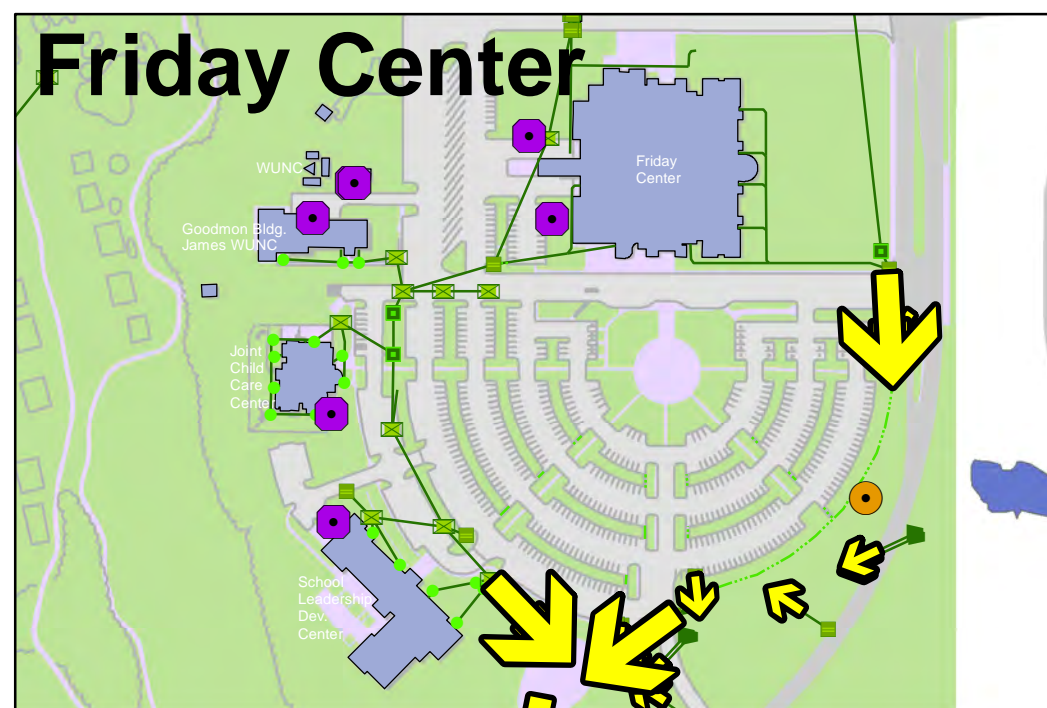 Friday Center
WUNC
Friday
Center
Goodmon Bldg.
James WUNC
Joint
Child
Care
Center
School
Leadership
Dev.
Center